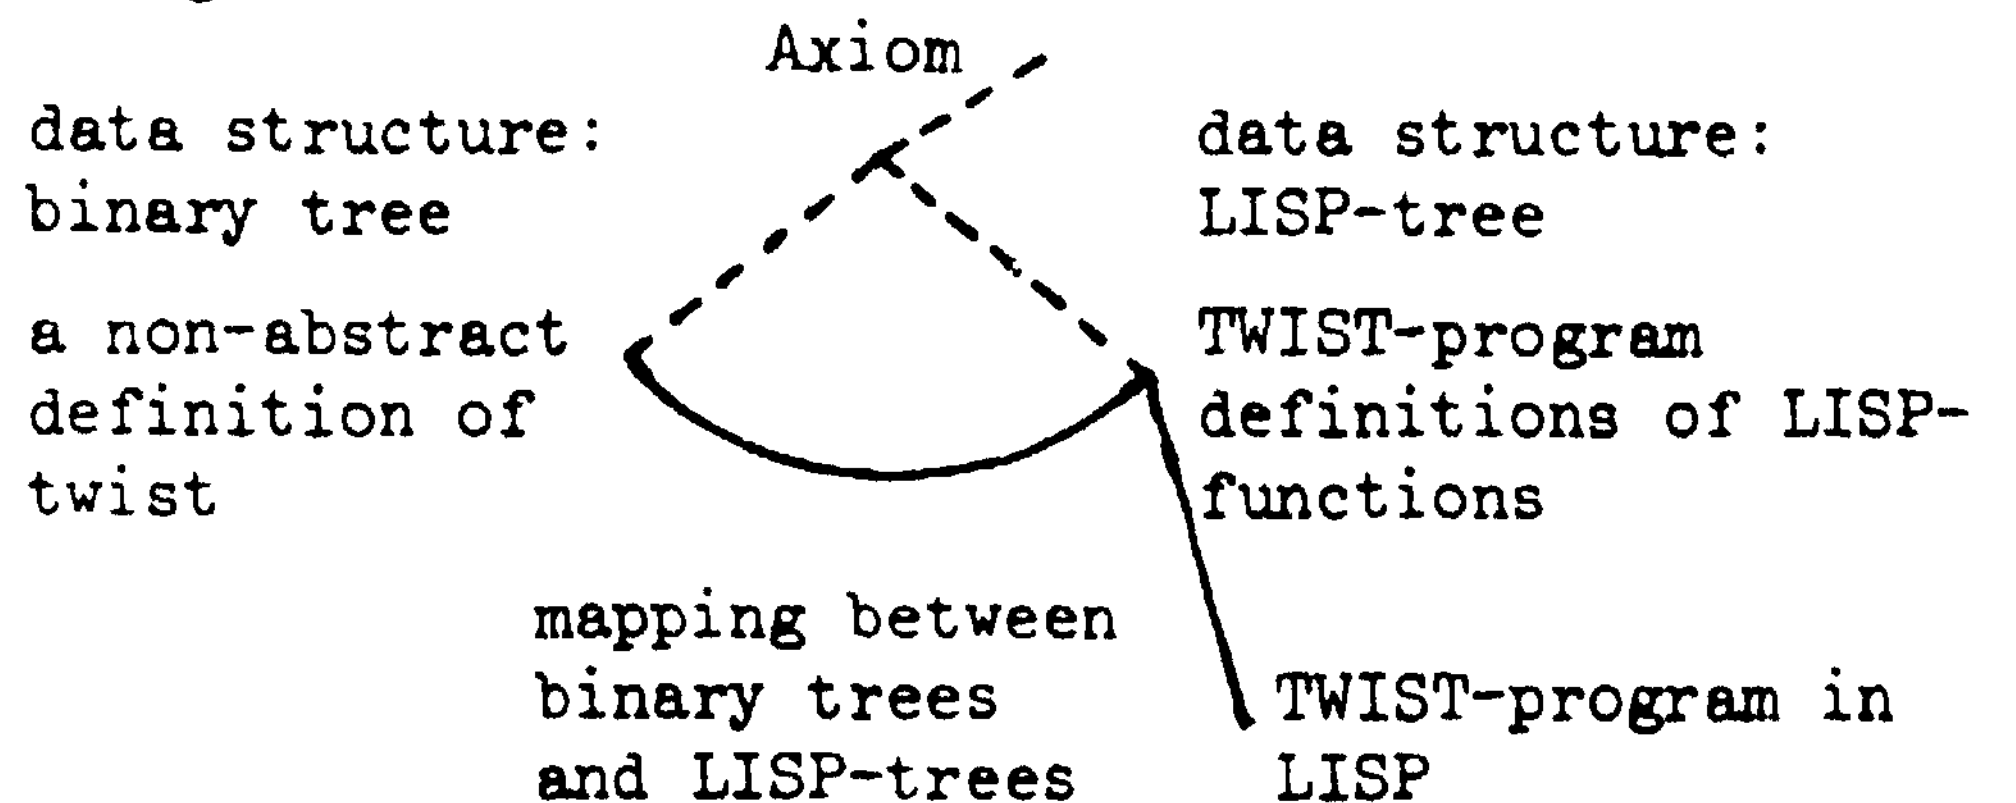 Axiom
data structure:
binary tree
data structure:
LISP-tree
a non-abstract
definition of
twist
TWIST-program
definitions of LISP-
functions
mapping between
binary trees
and LISP-trees
TWIST-program in
LISP